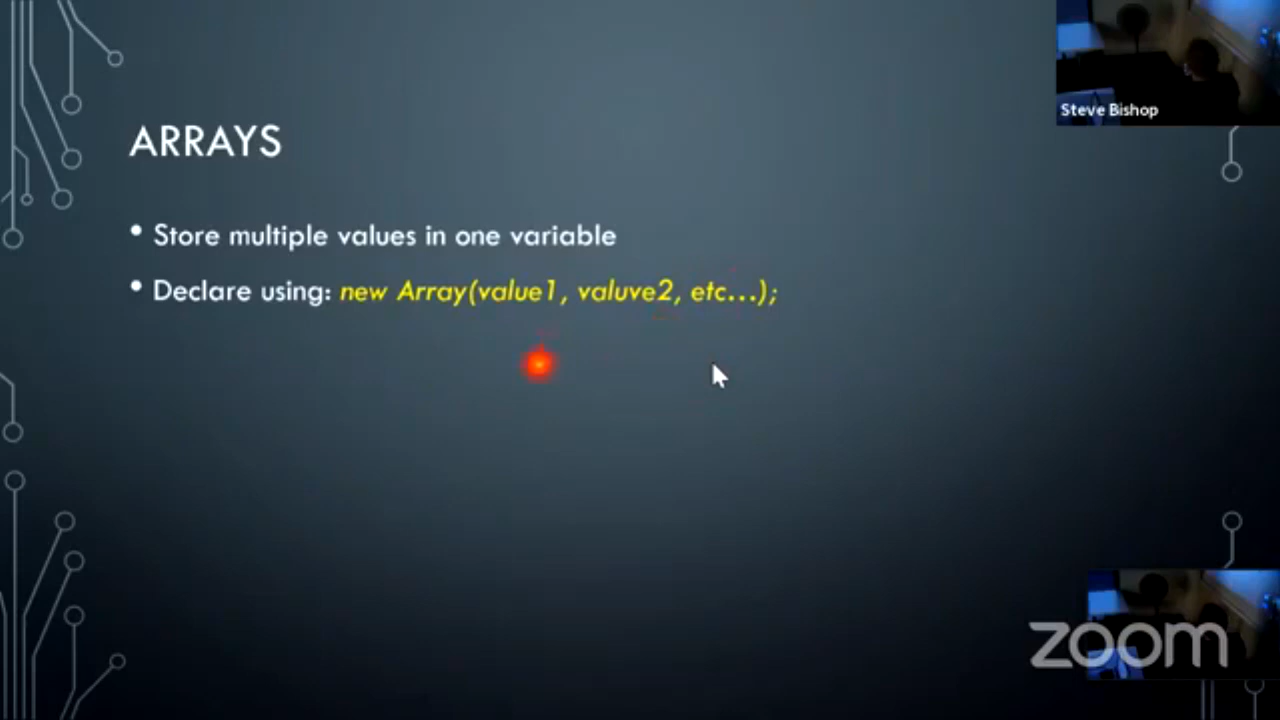 Steve Bishop
ARRAYS
• Store multiple values in one variable
• Declare using: new Array(value1, valuve2, etc...);
zoom